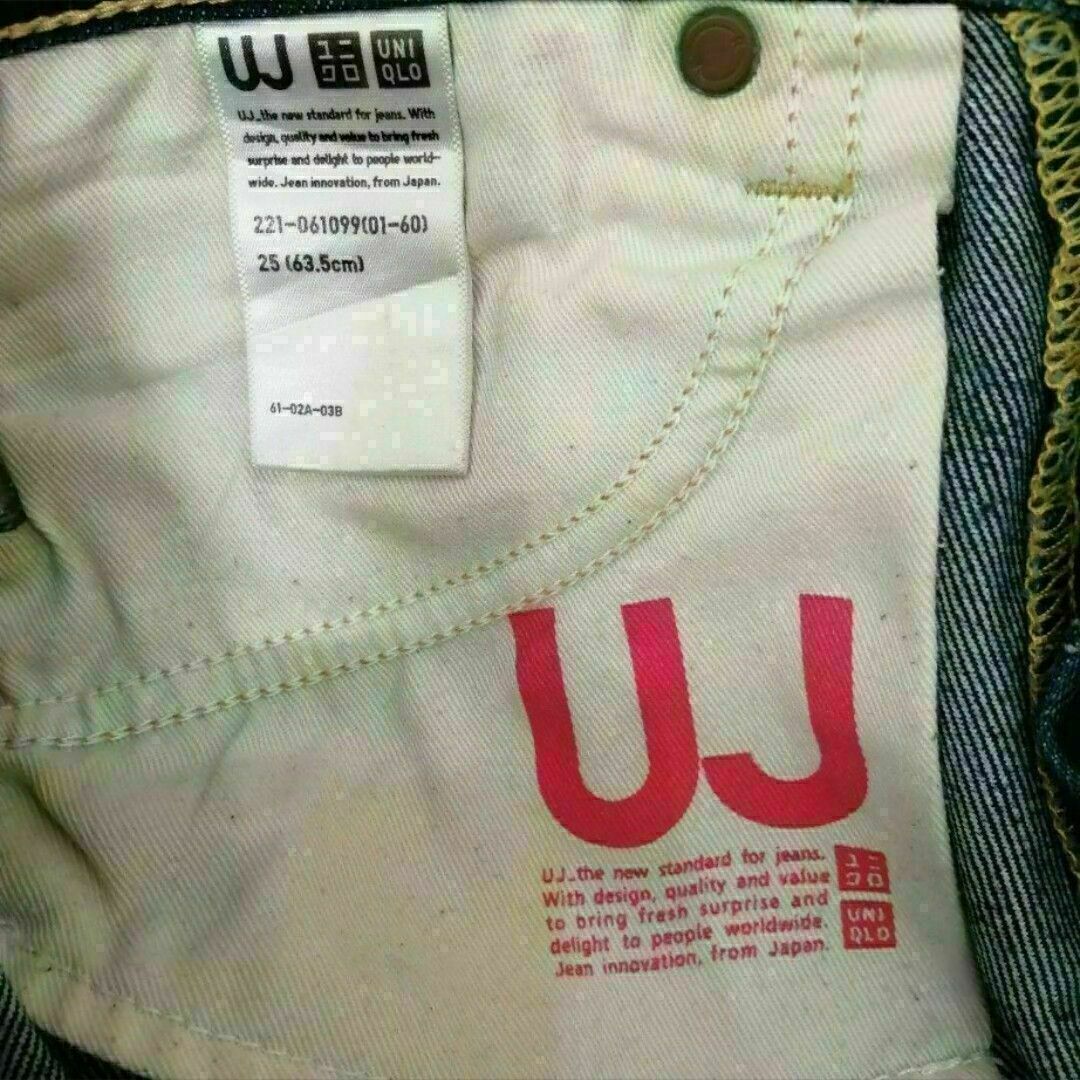 UJ ユニ UNI
クロ QLO
UJ_the new standard for jeans. With
design, quality and value to bring fresh
surprise and delight to people world-
wide. Jean innovation, from Japan.
221-061099(01-60)
25 (63.5cm)
61-02A-03B
UJ
UJ_the new standard for jeans.
With design, quality and value
to bring fresh surprise and
delight to people worldwide.
Jean innovation, from Japan.
ユニ
クロ
UNI
QLO